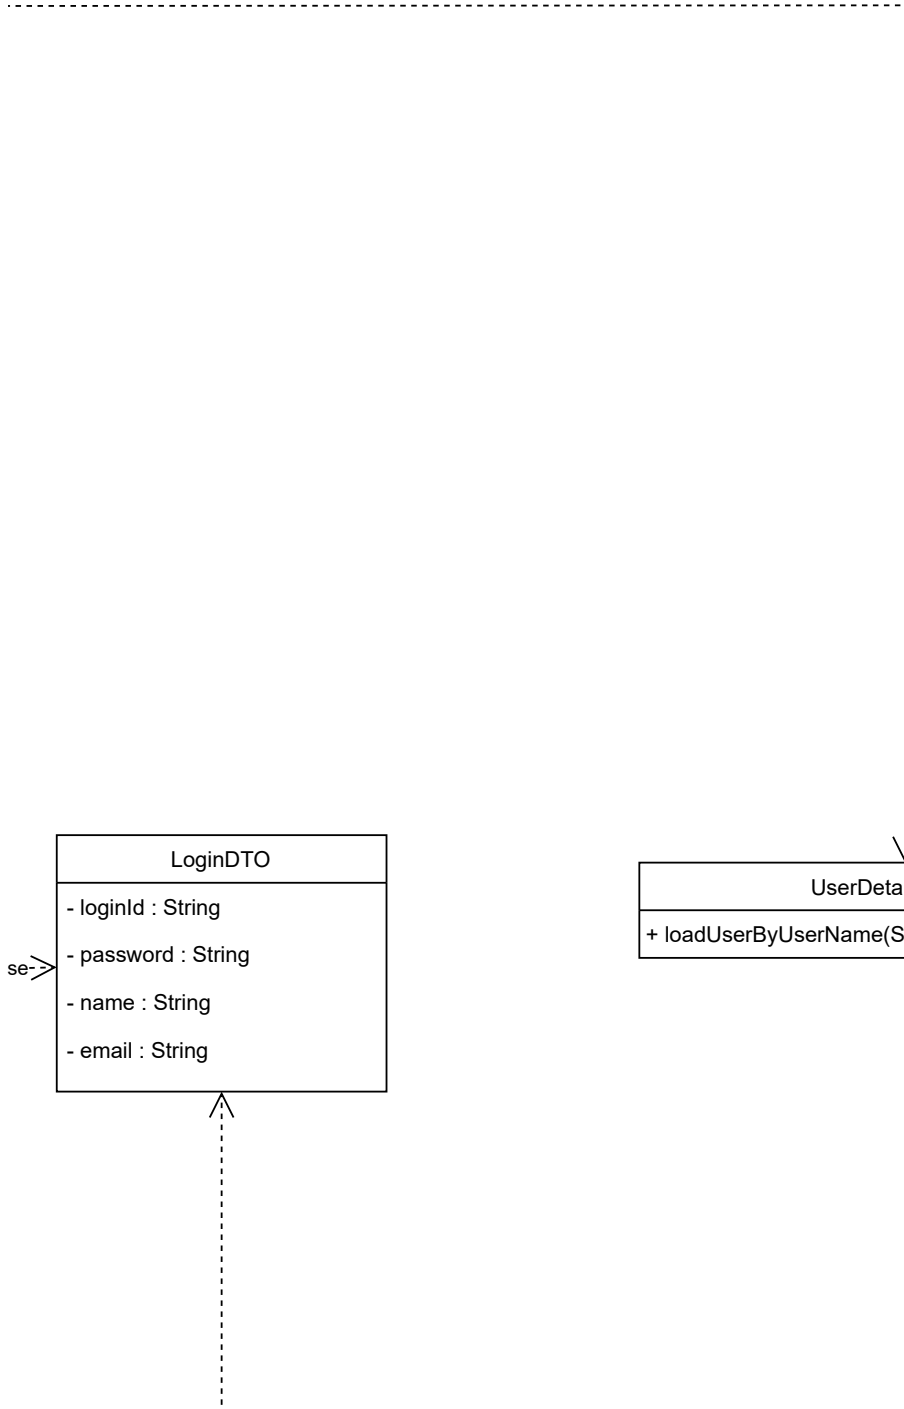 LoginDTO
- loginId : String
- password : String
- name : String
- email : String
se
UserDeta
+ loadUserByUserName(S